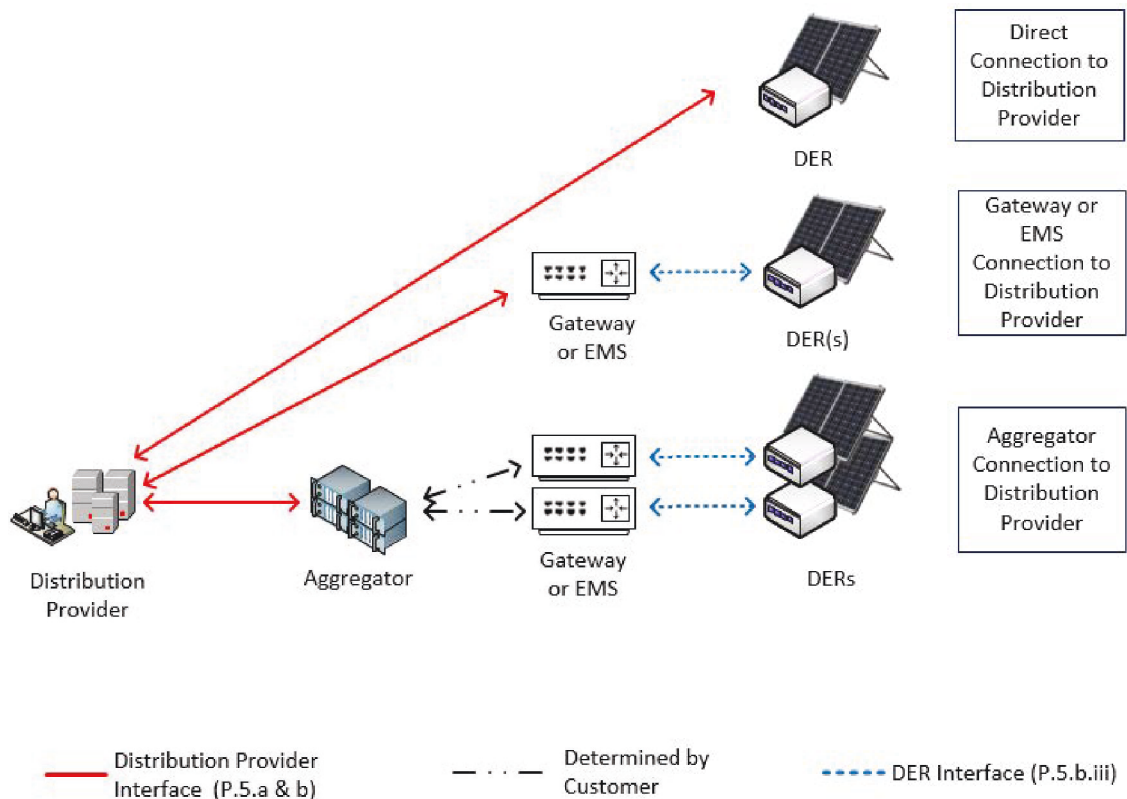 Direct
Connection to
Distribution
Provider
DER
Gateway or
EMS
Connection to
Distribution
Provider
Gateway
or EMS
DER(s)
Aggregator
Connection to
Distribution
Provider
Distribution
Provider
Aggregator
Gateway
or EMS
DERs
Distribution Provider
Interface (P.5.a & b)
Determined by
Customer
DER Interface (P.5.b.iii)